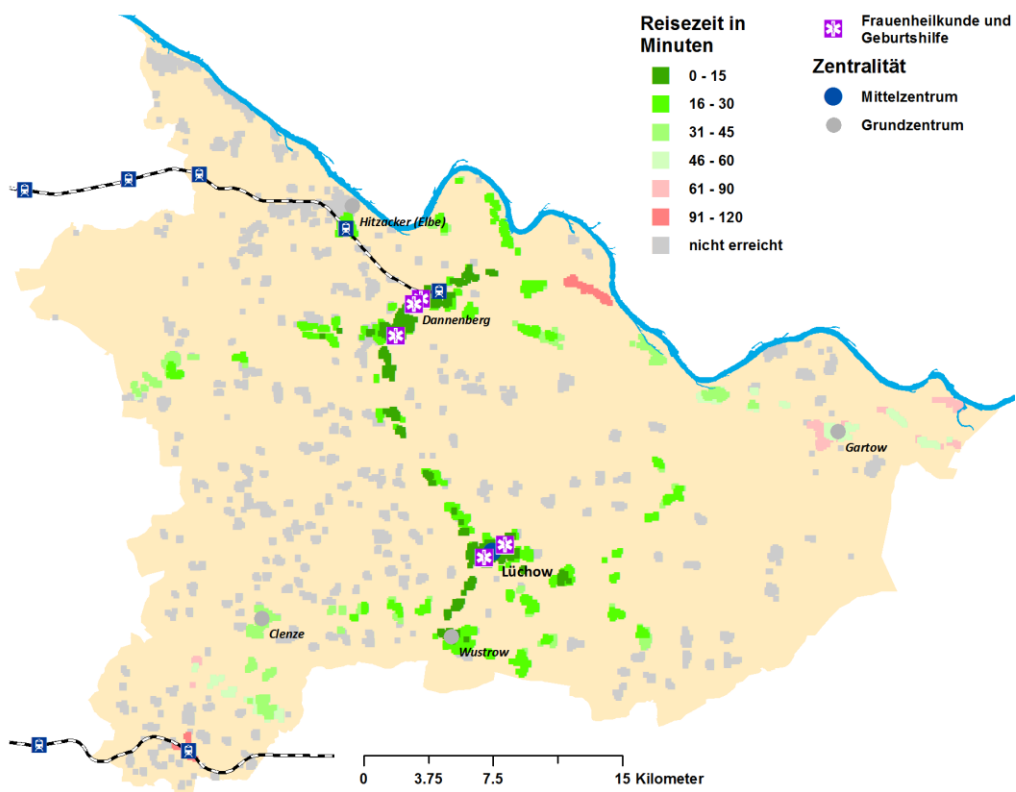 Reisezeit in
Minuten
0 - 15
16 - 30
31 - 45
46 - 60
61 - 90
91 - 120
nicht erreicht
Frauenheilkunde und
Geburtshilfe
Zentralität
Mittelzentrum
Grundzentrum
Hitzacker (Elbe)
Dannenberg
Gartow
Lüchow
Clenze
Wustrow
0 3.75 7.5 15 Kilometer